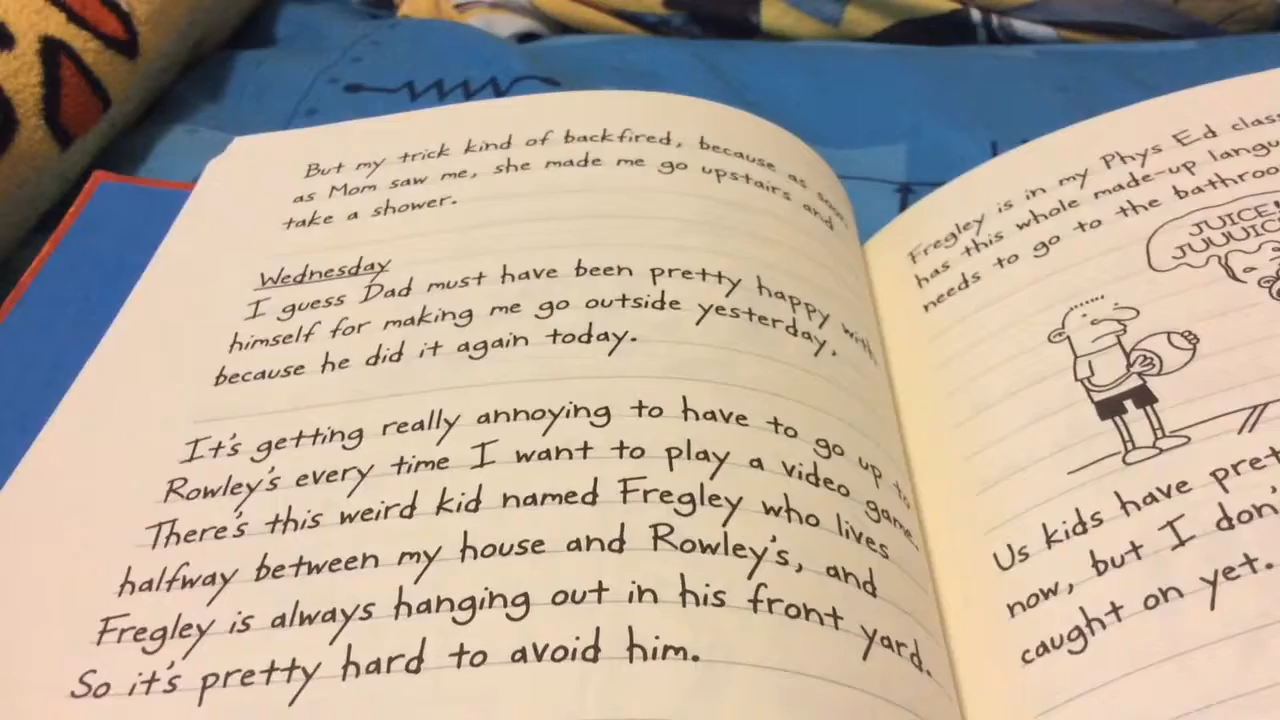 But my trick kind of backfired, because as soon
as Mom saw me, she made me go upstairs and
take a shower.
Wednesday
I guess Dad must have been pretty happy with
himself for making me go outside yesterday,
because he did it again today.
It's getting really annoying to have to go up to
Rowley's every time I want to play a video game.
There's this weird kid named Fregley who lives
halfway between my house and Rowley's, and
Fregley is always hanging out in his front yard.
So it's pretty hard to avoid him.
Fregley is in my Phys Ed class
has this whole made-up langu
needs to go to the bathroo
JUICE!
JUUUIC
Us kids have pret
now, but I don'
caught on yet.